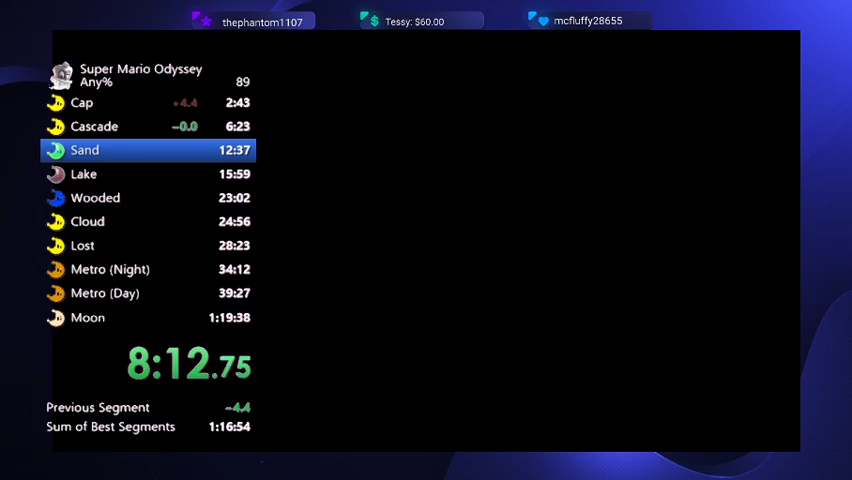 thephantom1107
Tessy: $60.00
mcfluffy28655
Super Mario Odyssey
Any% 89
Cap +4.4 2:43
Cascade −0.0 6:23
Sand 12:37
Lake 15:59
Wooded 23:02
Cloud 24:56
Lost 28:23
Metro (Night) 34:12
Metro (Day) 39:27
Moon 1:19:38
8:12.75
Previous Segment −4.4
Sum of Best Segments 1:16:54